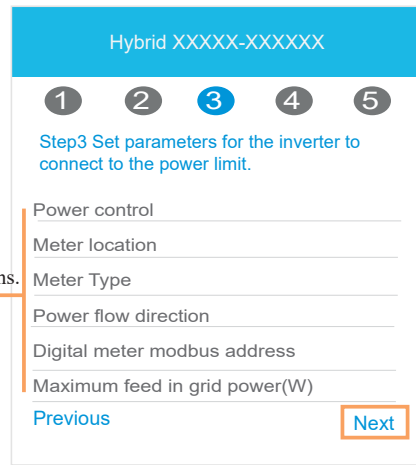 Hybrid XXXXX-XXXXXX
1 2 3 4 5
Step3 Set parameters for the inverter to
connect to the power limit.
Power control
Meter location
Meter Type
Power flow direction
Digital meter modbus address
Maximum feed in grid power(W)
Previous Next